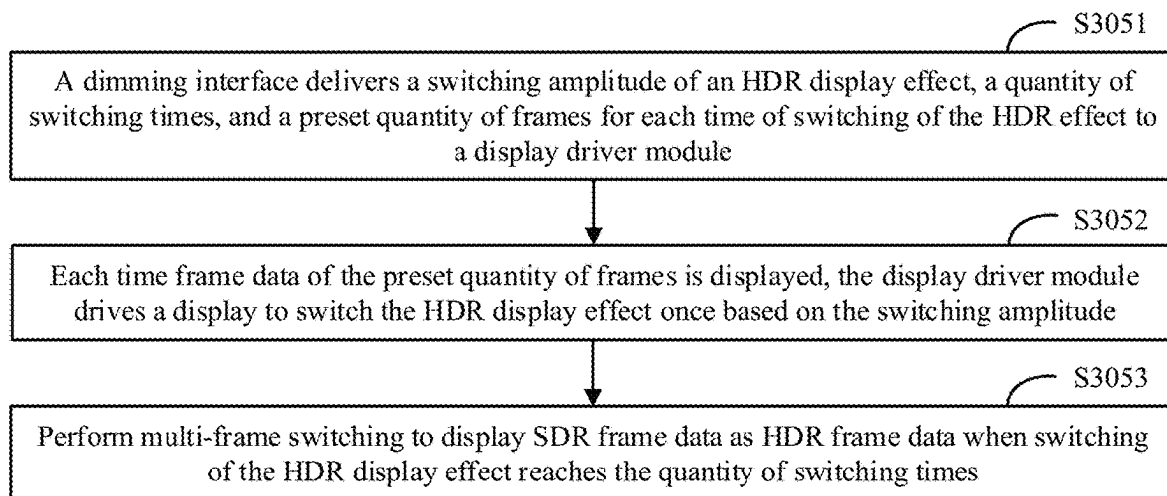 S3051
A dimming interface delivers a switching amplitude of an HDR display effect, a quantity of
switching times, and a preset quantity of frames for each time of switching of the HDR effect to
a display driver module
S3052
Each time frame data of the preset quantity of frames is displayed, the display driver module
drives a display to switch the HDR display effect once based on the switching amplitude
S3053
Perform multi-frame switching to display SDR frame data as HDR frame data when switching
of the HDR display effect reaches the quantity of switching times